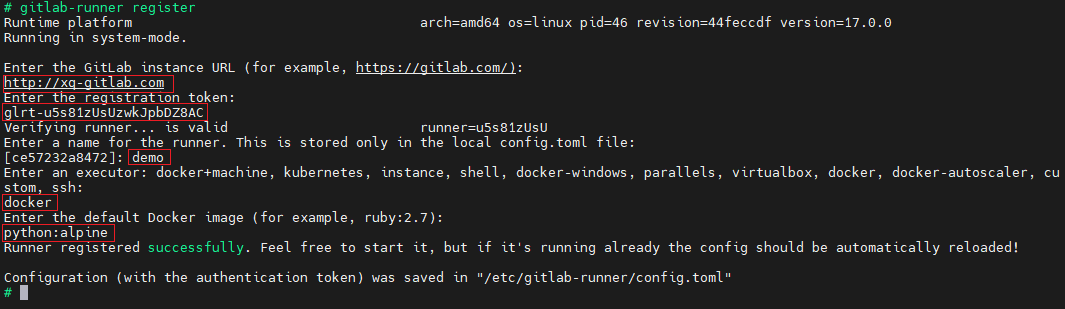 # gitlab-runner register
Runtime platform arch=amd64 os=linux pid=46 revision=44feccdf version=17.0.0
Running in system-mode.
Enter the GitLab instance URL (for example, https://gitlab.com/):
http://xq-gitlab.com
Enter the registration token:
glrt-u5s81zUsUzwkJpbDZ8AC
Verifying runner... is valid runner=u5s81zUsU
Enter a name for the runner. This is stored only in the local config.toml file:
[ce57232a8472]: demo
Enter an executor: docker+machine, kubernetes, instance, shell, docker-windows, parallels, virtualbox, docker, docker-autoscaler, cu
stom, ssh:
docker
Enter the default Docker image (for example, ruby:2.7):
python:alpine
Runner registered successfully. Feel free to start it, but if it's running already the config should be automatically reloaded!
Configuration (with the authentication token) was saved in "/etc/gitlab-runner/config.toml"
#